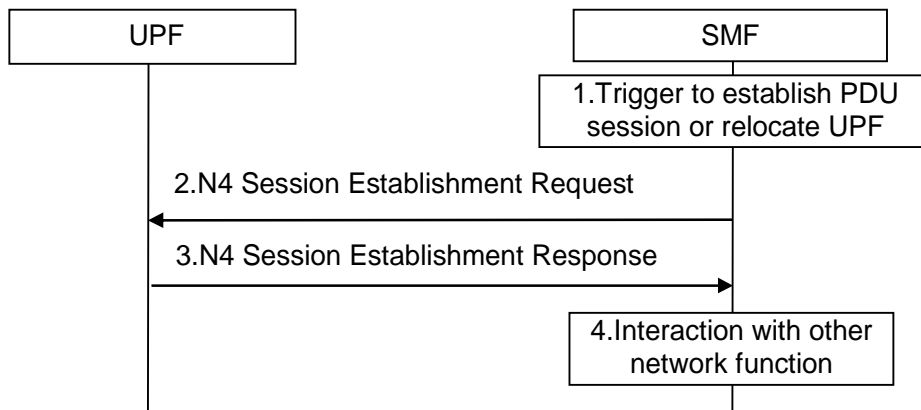 UPF
SMF
1.Trigger to establish PDU
session or relocate UPF
2.N4 Session Establishment Request
3.N4 Session Establishment Response
4.Interaction with other
network function